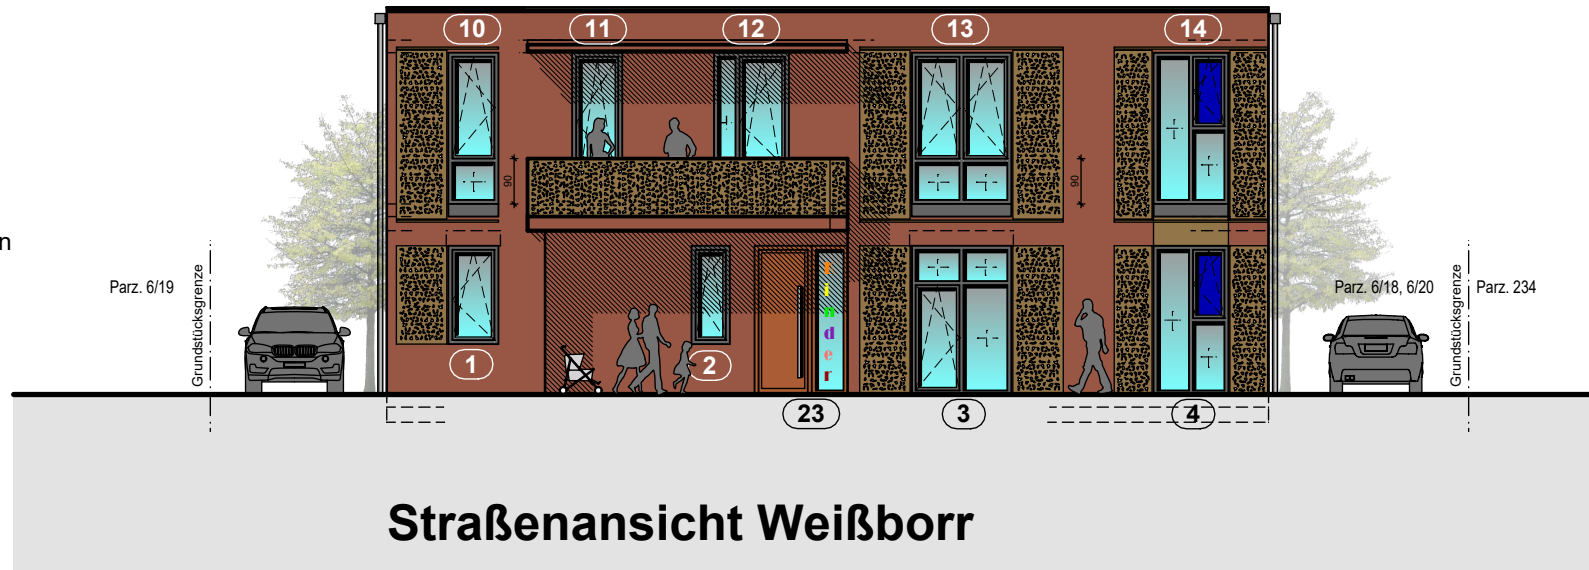 10 11 12 13 14
90 90
n
Parz. 6/19
Grundstücksgrenze
kinder
Parz. 6/18, 6/20
Grundstücksgrenze
Parz. 234
1 2
23 3 4
Straßenansicht Weißborr